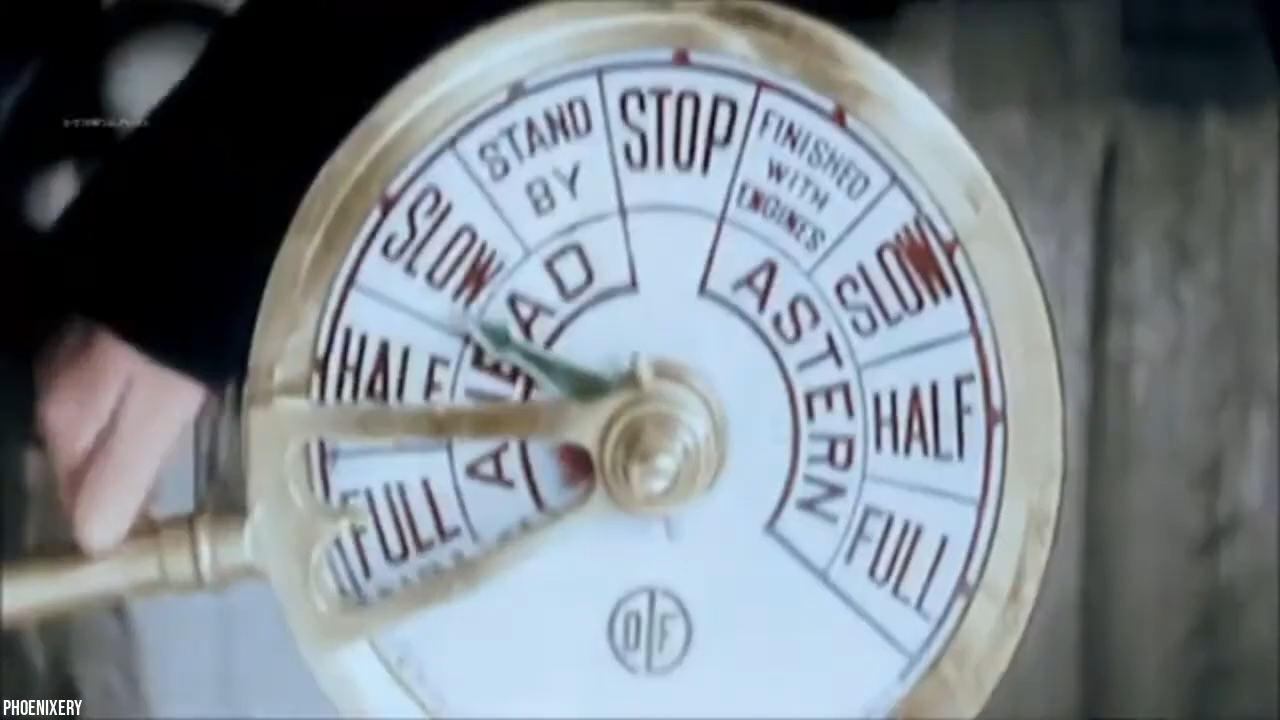 STOP
STAND
BY
SLOW
HALF
FULL
AHEAD
FINISHED
WITH
ENGINES
SLOW
HALF
FULL
ASTERN
PHOENIXERY